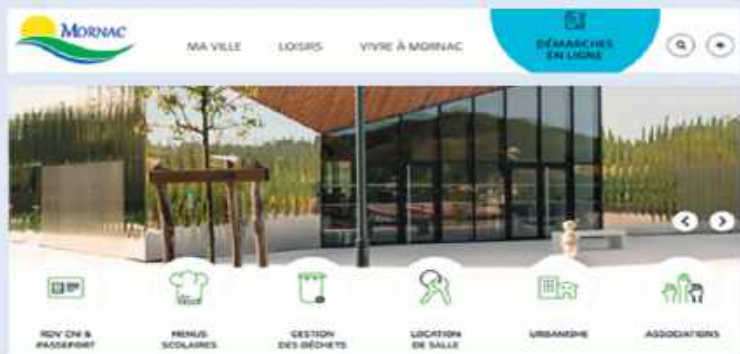 MORNAC
MA VILLE LOISIRS VIVRE À MORNAC
DÉMARCHES
EN LIGNE
RDV CNI &
PASSEPORT
MENUS
SCOLAIRES
GESTION
DES DÉCHETS
LOCATION
DE SALLE
URBANISME
ASSOCIATIONS